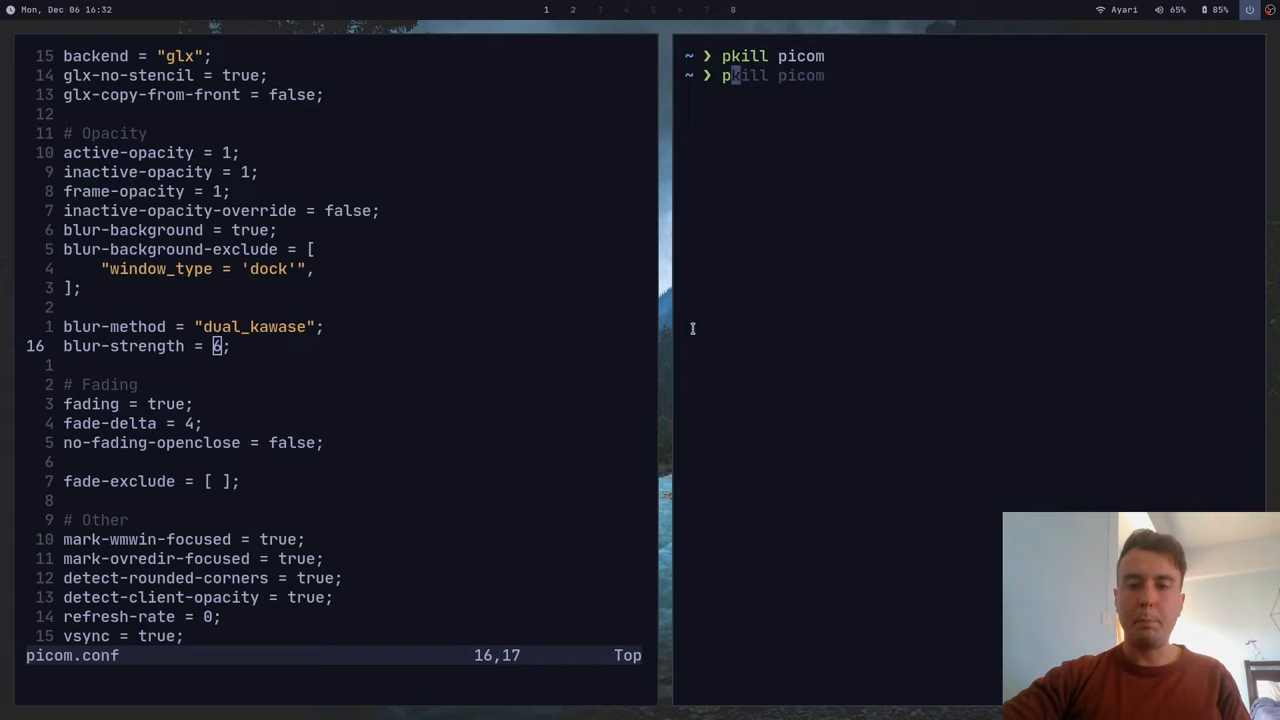 Mon, Dec 06 16:32
1 2 3 4 5 6 7 8
Ayari 65% 85%
15 backend = "glx";
14 glx-no-stencil = true;
13 glx-copy-from-front = false;
12
11 # Opacity
10 active-opacity = 1;
9 inactive-opacity = 1;
8 frame-opacity = 1;
7 inactive-opacity-override = false;
6 blur-background = true;
5 blur-background-exclude = [
4 "window_type = 'dock'",
3 ];
2
1 blur-method = "dual_kawase";
16 blur-strength = 6;
1
2 # Fading
3 fading = true;
4 fade-delta = 4;
5 no-fading-openclose = false;
6
7 fade-exclude = [ ];
8
9 # Other
10 mark-wmwin-focused = true;
11 mark-ovredir-focused = true;
12 detect-rounded-corners = true;
13 detect-client-opacity = true;
14 refresh-rate = 0;
15 vsync = true;
picom.conf 16,17 Top
~ ❯ pkill picom
~ ❯ pkill picom